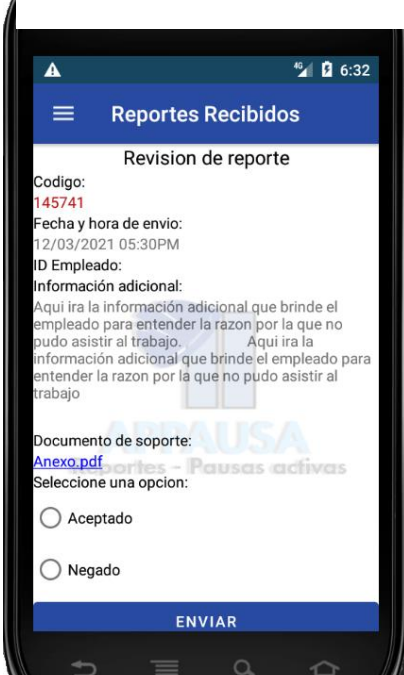 4G 6:32
Reportes Recibidos
Revision de reporte
Codigo:
145741
Fecha y hora de envio:
12/03/2021 05:30PM
ID Empleado:
Información adicional:
Aqui ira la información adicional que brinde el
empleado para entender la razon por la que no
pudo asistir al trabajo. Aqui ira la
información adicional que brinde el empleado para
entender la razon por la que no pudo asistir al
trabajo
APPAUSA
Reportes - Pausas activas
Documento de soporte:
Anexo.pdf
Seleccione una opcion:
Aceptado
Negado
ENVIAR